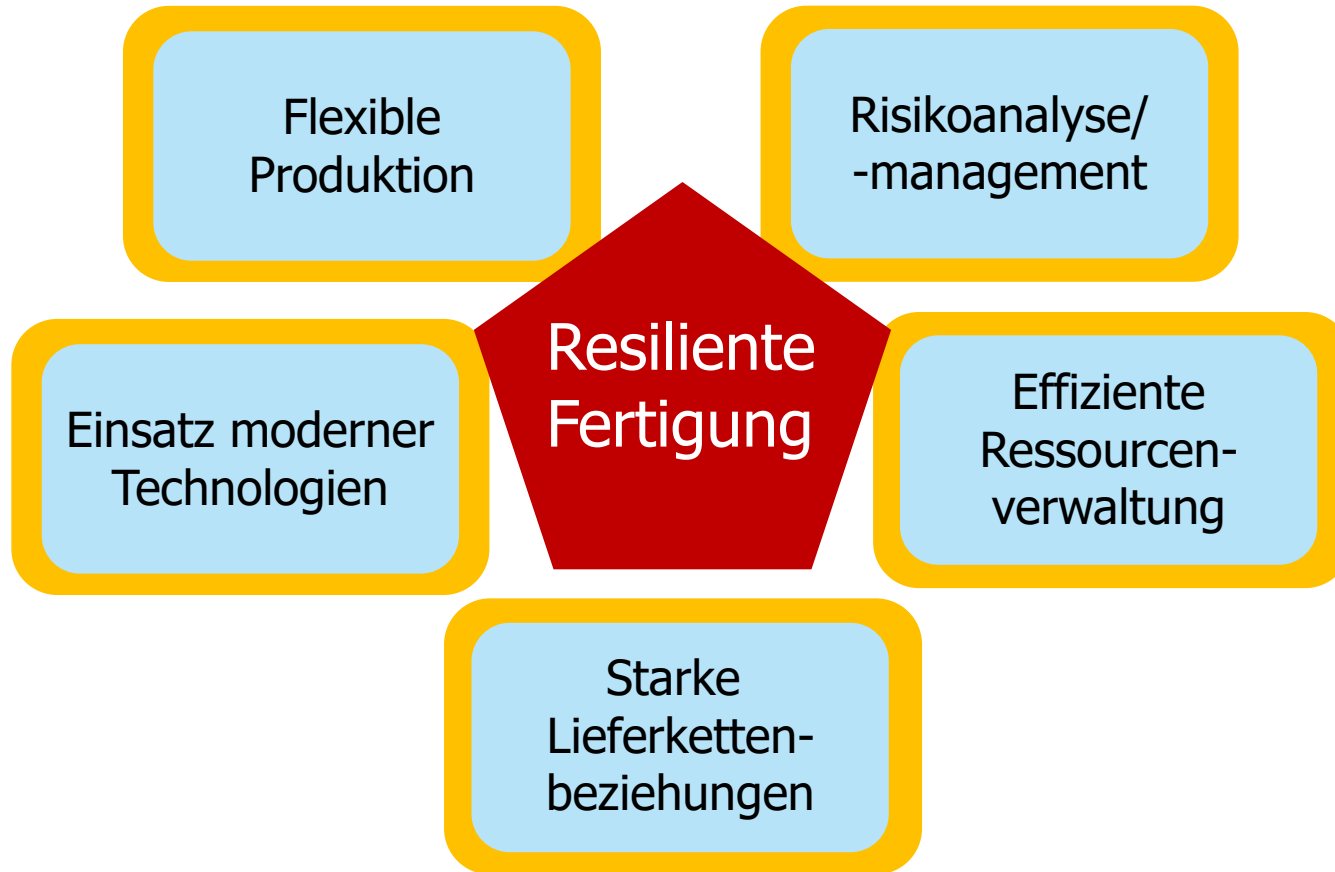 Flexible
Produktion
Risikoanalyse/
-management
Resiliente
Fertigung
Einsatz moderner
Technologien
Effiziente
Ressourcen-
verwaltung
Starke
Lieferketten-
beziehungen